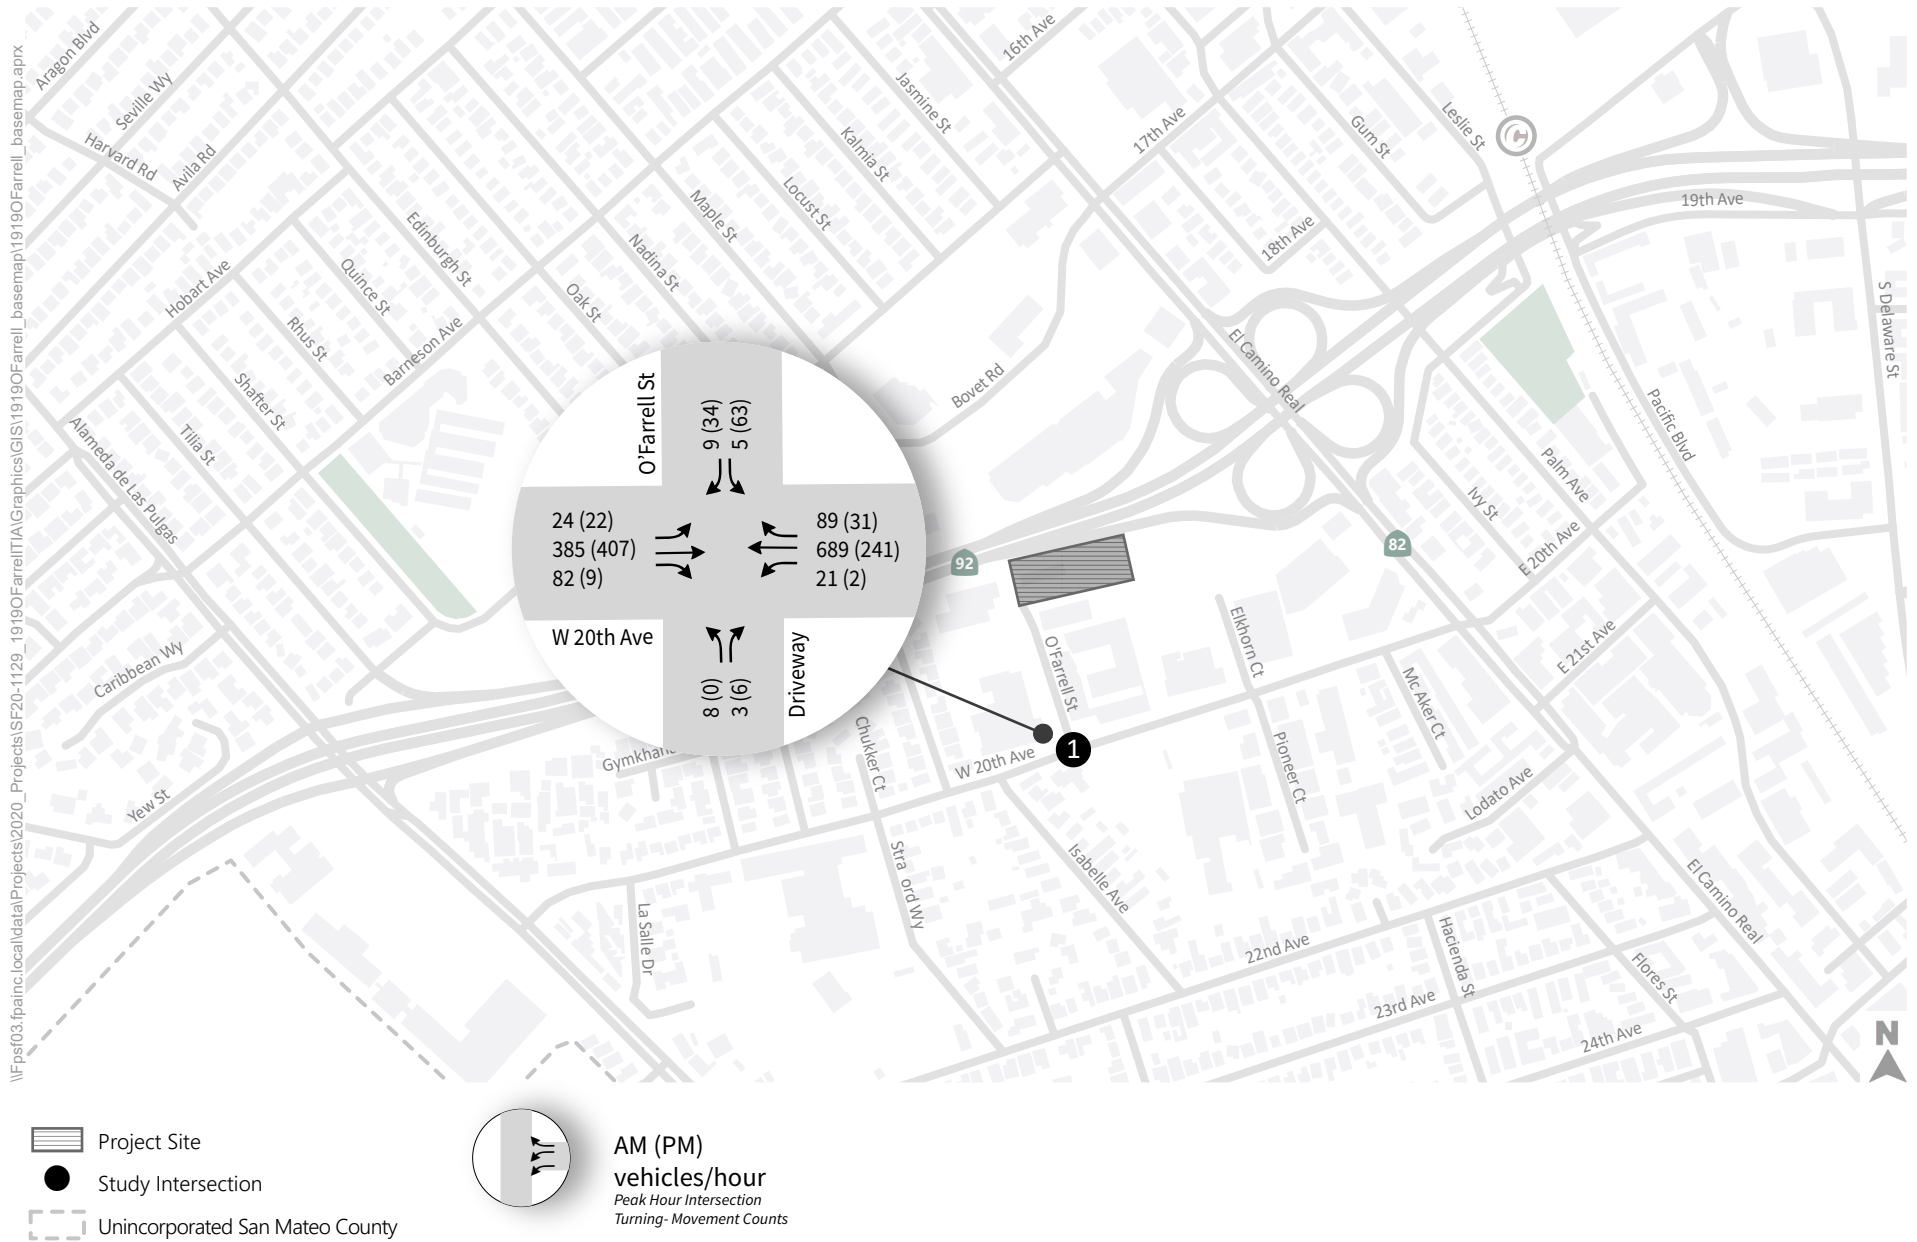 \\Fpsf03.fpainc.local\data\Projects\2020_Projects\SF20-1129_1919OFarrellTIA\Graphics\GIS\1919OFarrell_basemap\1919OFarrell_basemap.aprx
Aragon Blvd
Seville Wy
Harvard Rd
Avila Rd
16th Ave
Jasmine St
Kalmia St
17th Ave
Gum St
Leslie St
19th Ave
Locust St
Maple St
18th Ave
Edinburgh St
Nadina St
Quince St
Hobart Ave
Oak St
Rhus St
S Delaware St
Barneson Ave
Shafter St
El Camino Real
Bovet Rd
Pacific Blvd
Tilia St
Alameda de Las Pulgas
Palm Ave
Ivy St
E 20th Ave
92
82
O'Farrell St
9 (34)
5 (63)
24 (22)
385 (407)
82 (9)
89 (31)
689 (241)
21 (2)
W 20th Ave
Driveway
8 (0)
3 (6)
Caribbean Wy
O'Farrell St
Elkhorn Ct
E 21st Ave
Mc Aker Ct
Gymkhan
Chukker Ct
W 20th Ave
1
Pioneer Ct
Yew St
Lodato Ave
Stra ord Wy
Isabelle Ave
El Camino Real
La Salle Dr
22nd Ave
Hacienda St
Flores St
23rd Ave
24th Ave
N
Project Site
Study Intersection
Unincorporated San Mateo County
AM (PM)
vehicles/hour
Peak Hour Intersection
Turning- Movement Counts